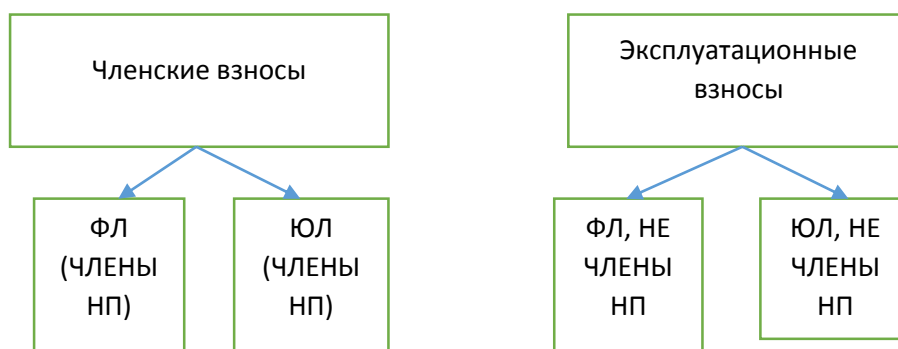 Членские взносы
Эксплуатационные
взносы
ФЛ
(ЧЛЕНЫ
НП)
ЮЛ
(ЧЛЕНЫ
НП)
ФЛ, НЕ
ЧЛЕНЫ
НП
ЮЛ, НЕ
ЧЛЕНЫ
НП